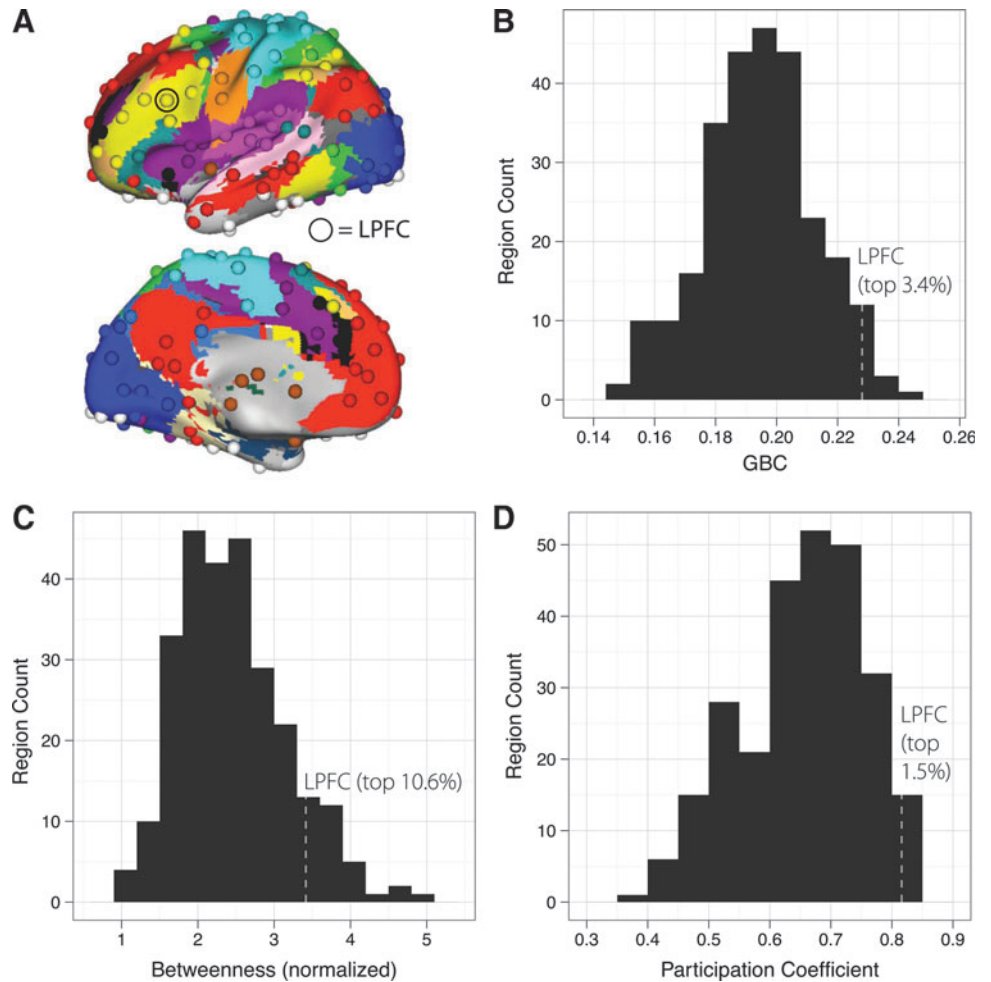 A
= LPFC
B
Region Count
40
30
20
10
0
LPFC
(top 3.4%)
0.14 0.16 0.18 0.20 0.22 0.24 0.26
GBC
C
Region Count
40
30
20
10
0
LPFC (top 10.6%)
1 2 3 4 5
Betweenness (normalized)
D
Region Count
50
40
30
20
10
0
LPFC
(top
1.5%)
0.3 0.4 0.5 0.6 0.7 0.8 0.9
Participation Coefficient